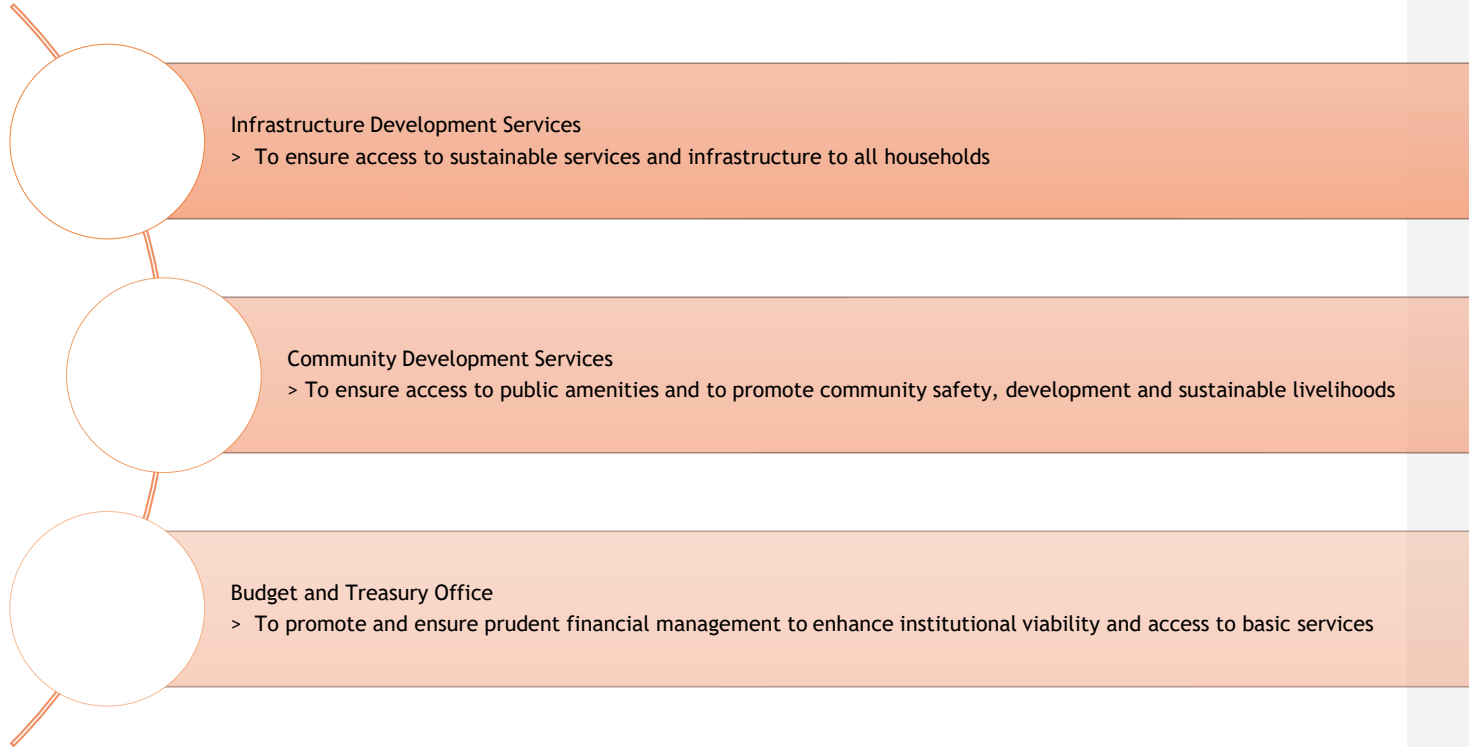 Infrastructure Development Services
> To ensure access to sustainable services and infrastructure to all households
Community Development Services
> To ensure access to public amenities and to promote community safety, development and sustainable livelihoods
Budget and Treasury Office
> To promote and ensure prudent financial management to enhance institutional viability and access to basic services